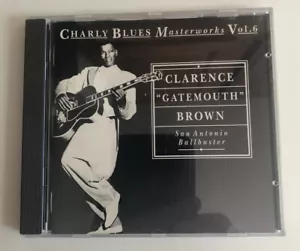 CHARLY BLUES Masterworks VOL.6
CLARENCE
"GATEMOUTH"
BROWN
San Antonio
Ballbuster